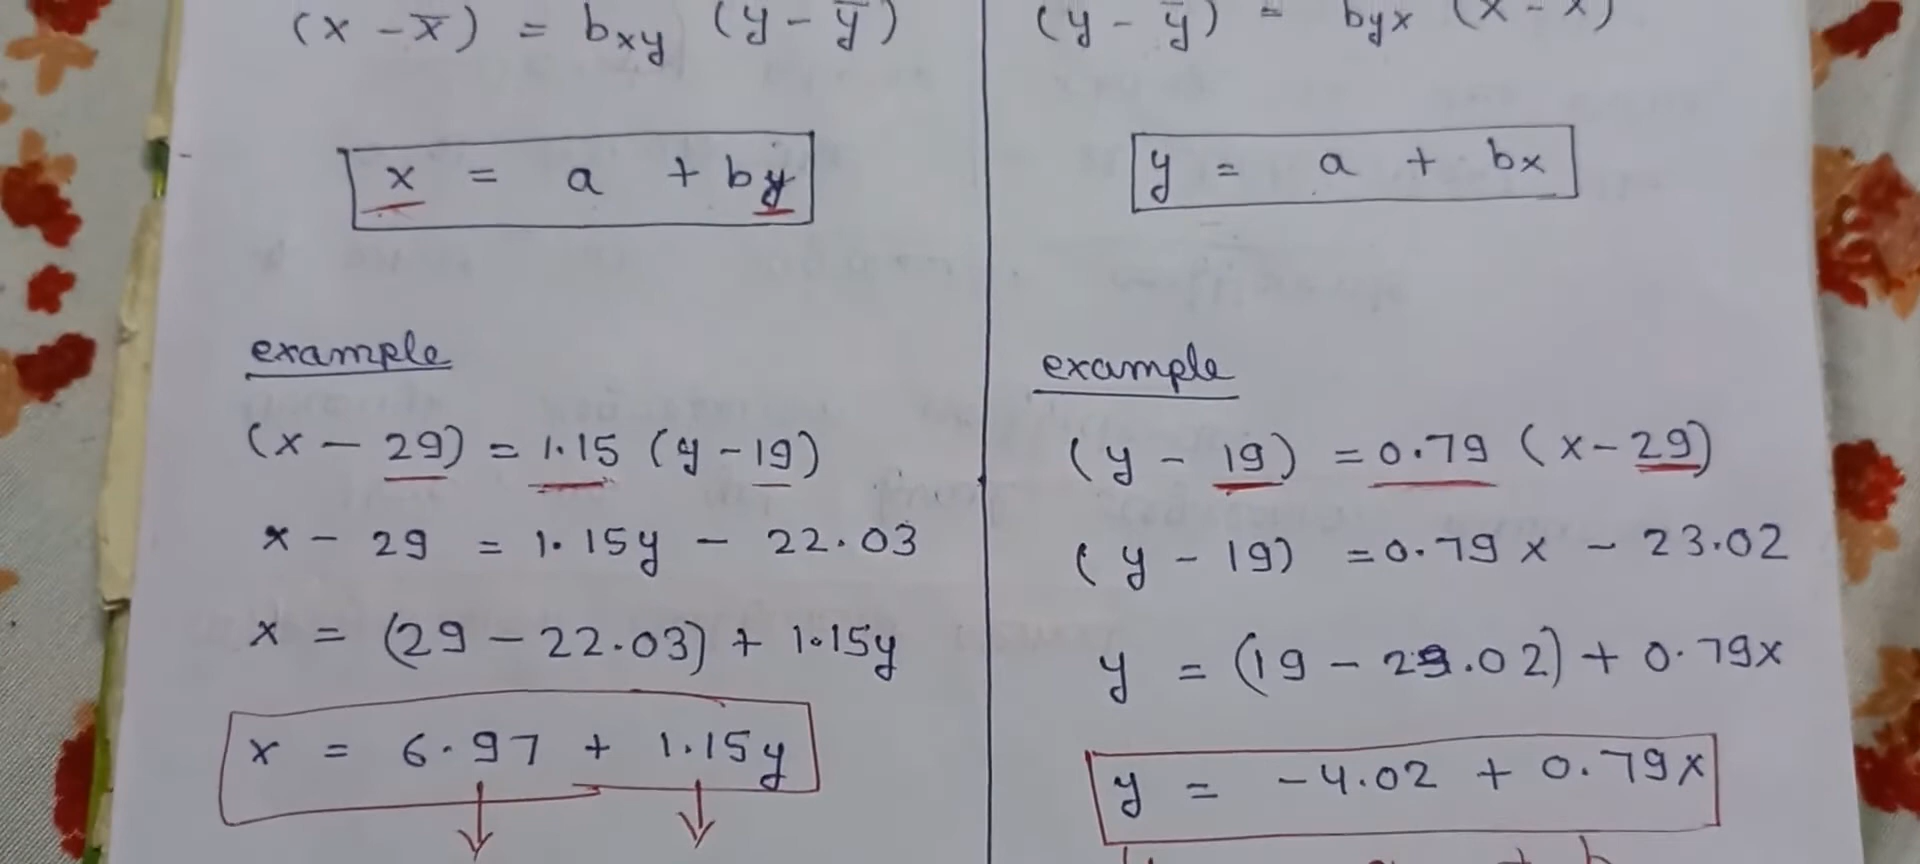 (x - x̅) = bxy (y - y̅)
x = a + by
example
(x - 29) = 1.15 (y - 19)
x - 29 = 1.15y - 22.03
x = (29 - 22.03) + 1.15y
x = 6.97 + 1.15y
(y - y̅) = byx (x - x̅)
y = a + bx
example
(y - 19) = 0.79 (x - 29)
(y - 19) = 0.79x - 23.02
y = (19 - 23.02) + 0.79x
y = -4.02 + 0.79x